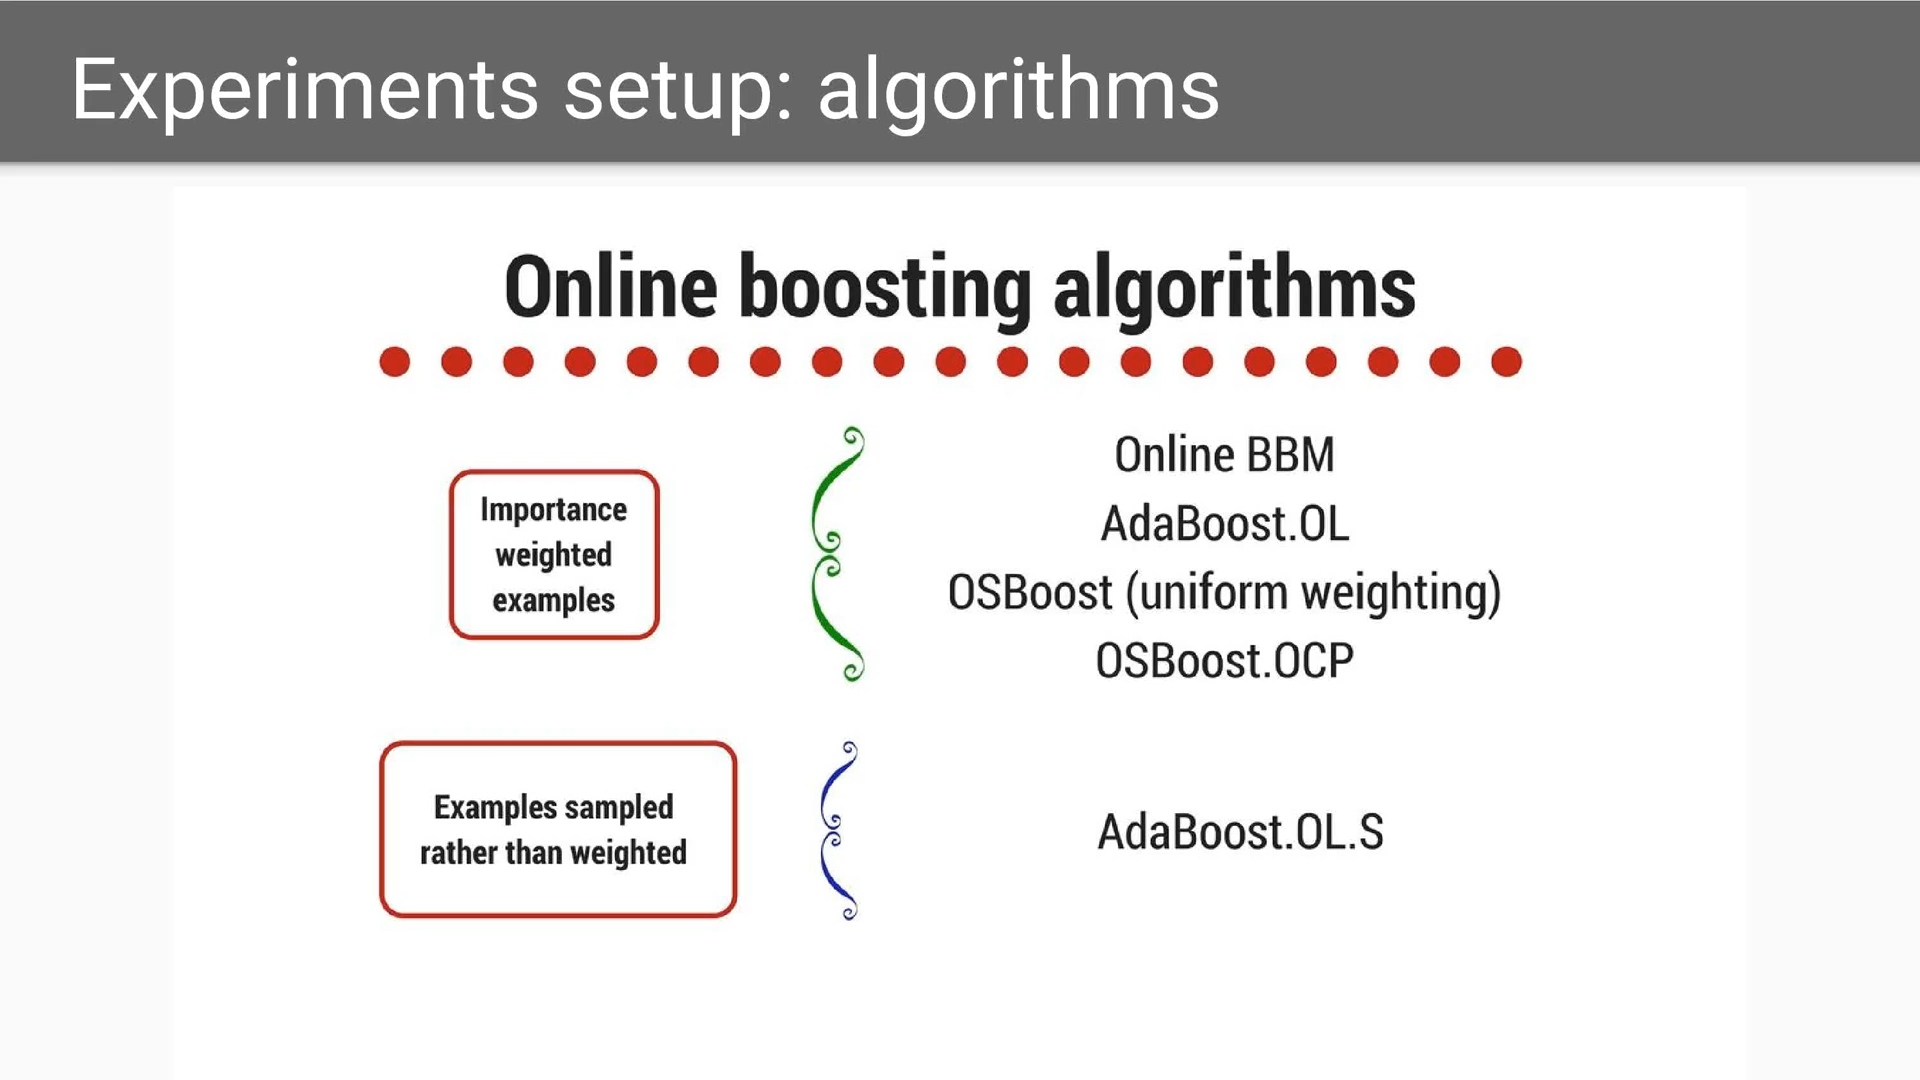 Experiments setup: algorithms
Online boosting algorithms
Importance
weighted
examples
Online BBM
AdaBoost.OL
OSBoost (uniform weighting)
OSBoost.OCP
Examples sampled
rather than weighted
AdaBoost.OL.S